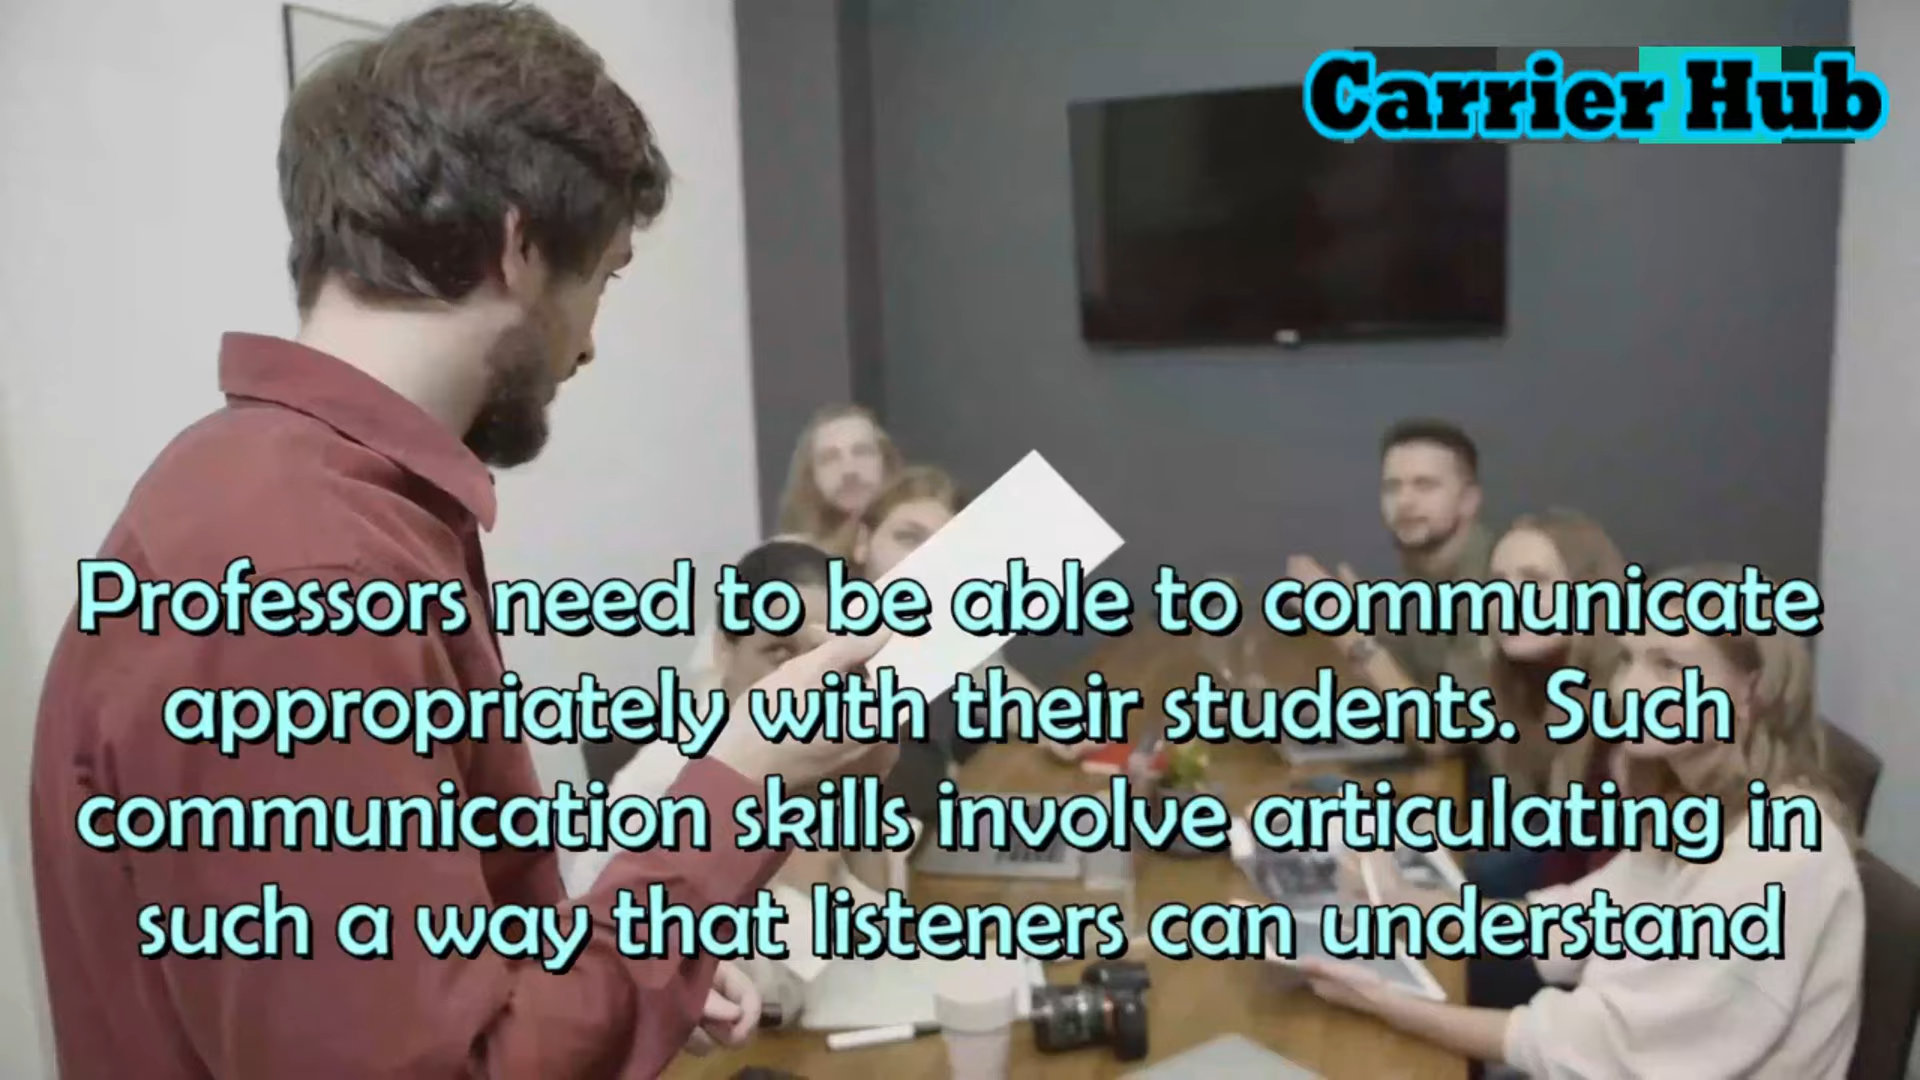 Carrier Hub
Professors need to be able to communicate
appropriately with their students. Such
communication skills involve articulating in
such a way that listeners can understand